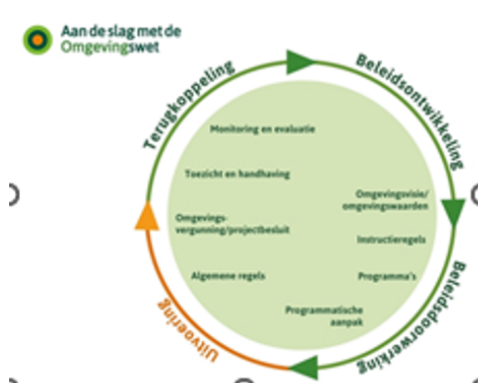 Aan de slag met de
Omgevingswet
Terugkoppeling
Beleidsontwikkeling
Monitoring en evaluatie
Toezicht en handhaving
Omgevingsvisie/
omgevingswaarden
Omgevings-
vergunning/projectbesluit
Instructieregels
Algemene regels
Programma's
Programmatische
aanpak
Uitvoering
Beleidsdoorwerking